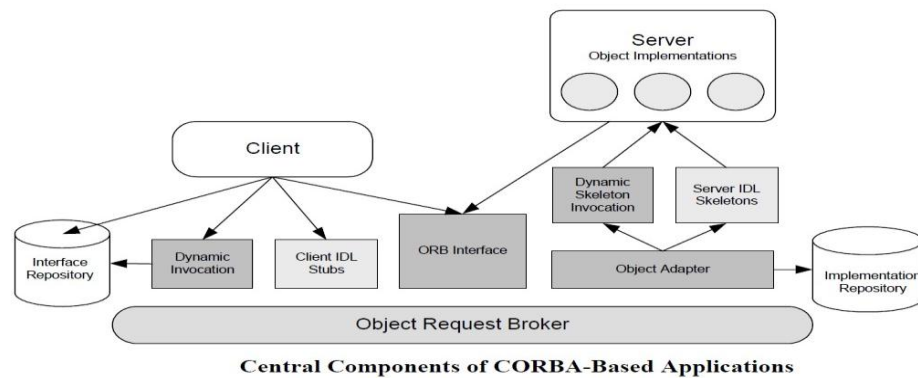 Server
Object Implementations
Client
Dynamic
Skeleton
Invocation
Server IDL
Skeletons
Interface
Repository
Dynamic
Invocation
Client IDL
Stubs
ORB Interface
Object Adapter
Implementation
Repository
Object Request Broker
Central Components of CORBA-Based Applications